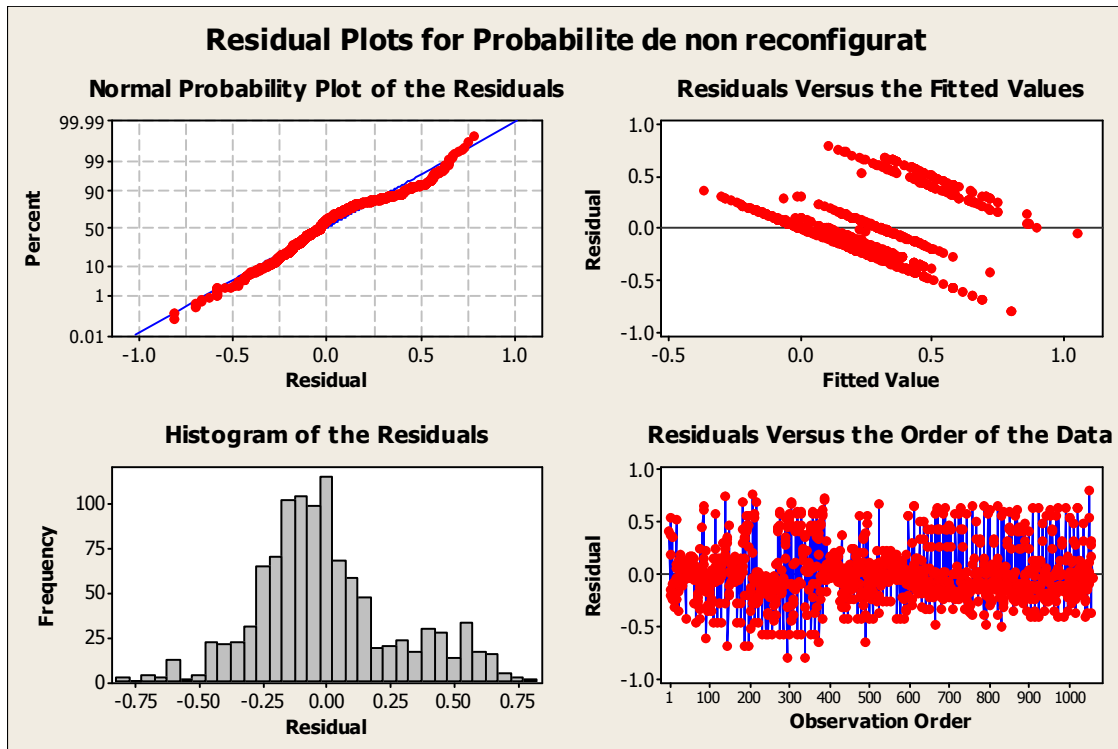 Residual Plots for Probabilite de non reconfigurat
Normal Probability Plot of the Residuals
99.99
99
90
50
10
1
0.01
Percent
-1.0 -0.5 0.0 0.5 1.0
Residual
Residuals Versus the Fitted Values
1.0
0.5
0.0
-0.5
-1.0
Residual
-0.5 0.0 0.5 1.0
Fitted Value
Histogram of the Residuals
100
75
50
25
0
Frequency
-0.75 -0.50 -0.25 0.00 0.25 0.50 0.75
Residual
Residuals Versus the Order of the Data
1.0
0.5
0.0
-0.5
-1.0
Residual
1 100 200 300 400 500 600 700 800 900 1000
Observation Order